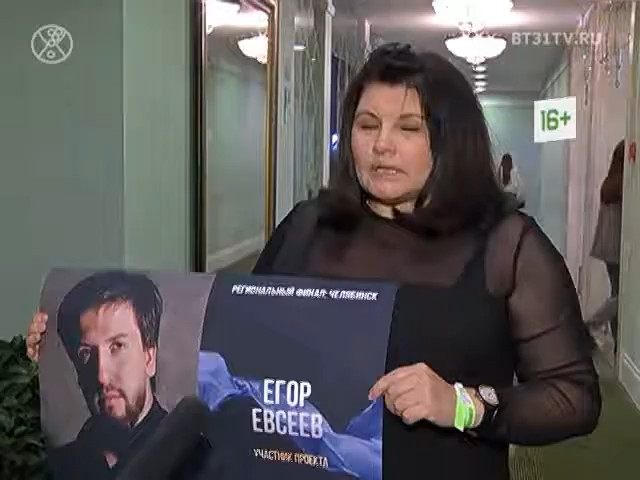 BT31TV.RU
16+
РЕГИОНАЛЬНЫЙ ФИНАЛ: ЧЕЛЯБИНСК
ЕГОР
ЕВСЕЕВ
УЧАСТНИК ПРОЕКТА